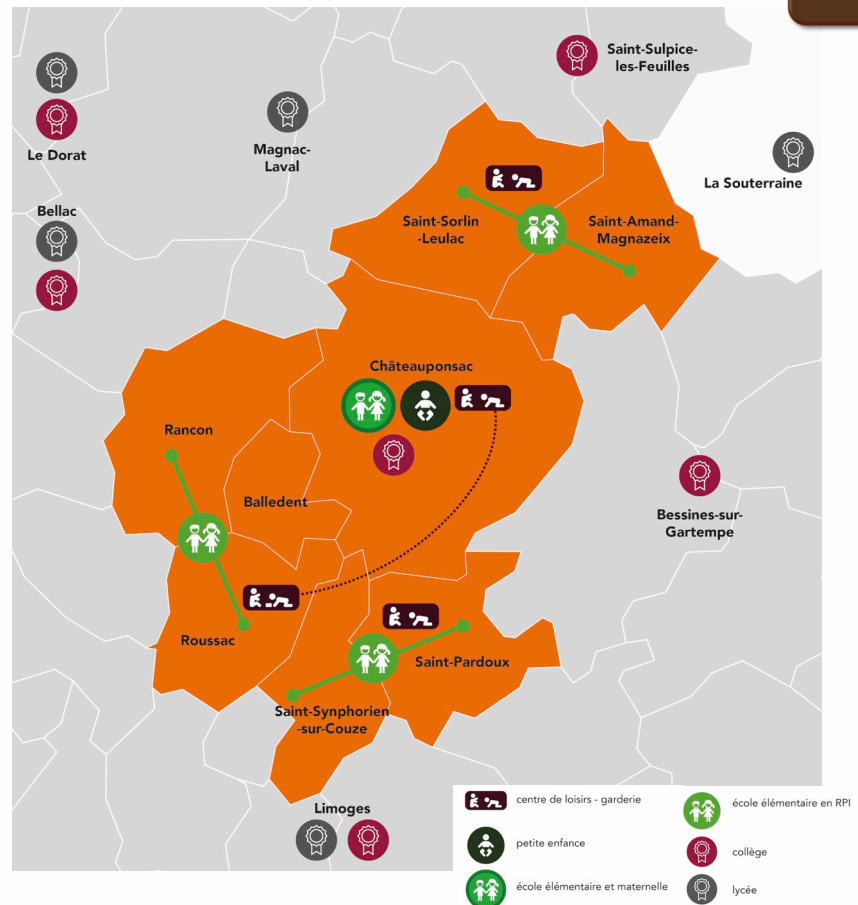 Saint-Sulpice-
les-Feuilles
Le Dorat
Magnac-
Laval
La Souterraine
Bellac
Saint-Sorlin
-Leulac
Saint-Amand-
Magnazeix
Châteauponsac
Rancon
Balledent
Bessines-sur-
Gartempe
Roussac
Saint-Pardoux
Saint-Synphorien
-sur-Couze
Limoges
centre de loisirs - garderie
école élémentaire en RPI
petite enfance
collège
école élémentaire et maternelle
lycée